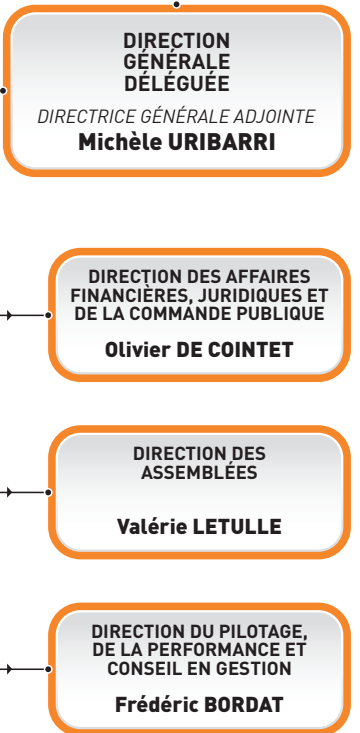 DIRECTION
GÉNÉRALE
DÉLÉGUÉE
DIRECTRICE GÉNÉRALE ADJOINTE
Michèle URIBARRI
DIRECTION DES AFFAIRES
FINANCIÈRES, JURIDIQUES ET
DE LA COMMANDE PUBLIQUE
Olivier DE COINTET
DIRECTION DES
ASSEMBLÉES
Valérie LETULLE
DIRECTION DU PILOTAGE,
DE LA PERFORMANCE ET
CONSEIL EN GESTION
Frédéric BORDAT